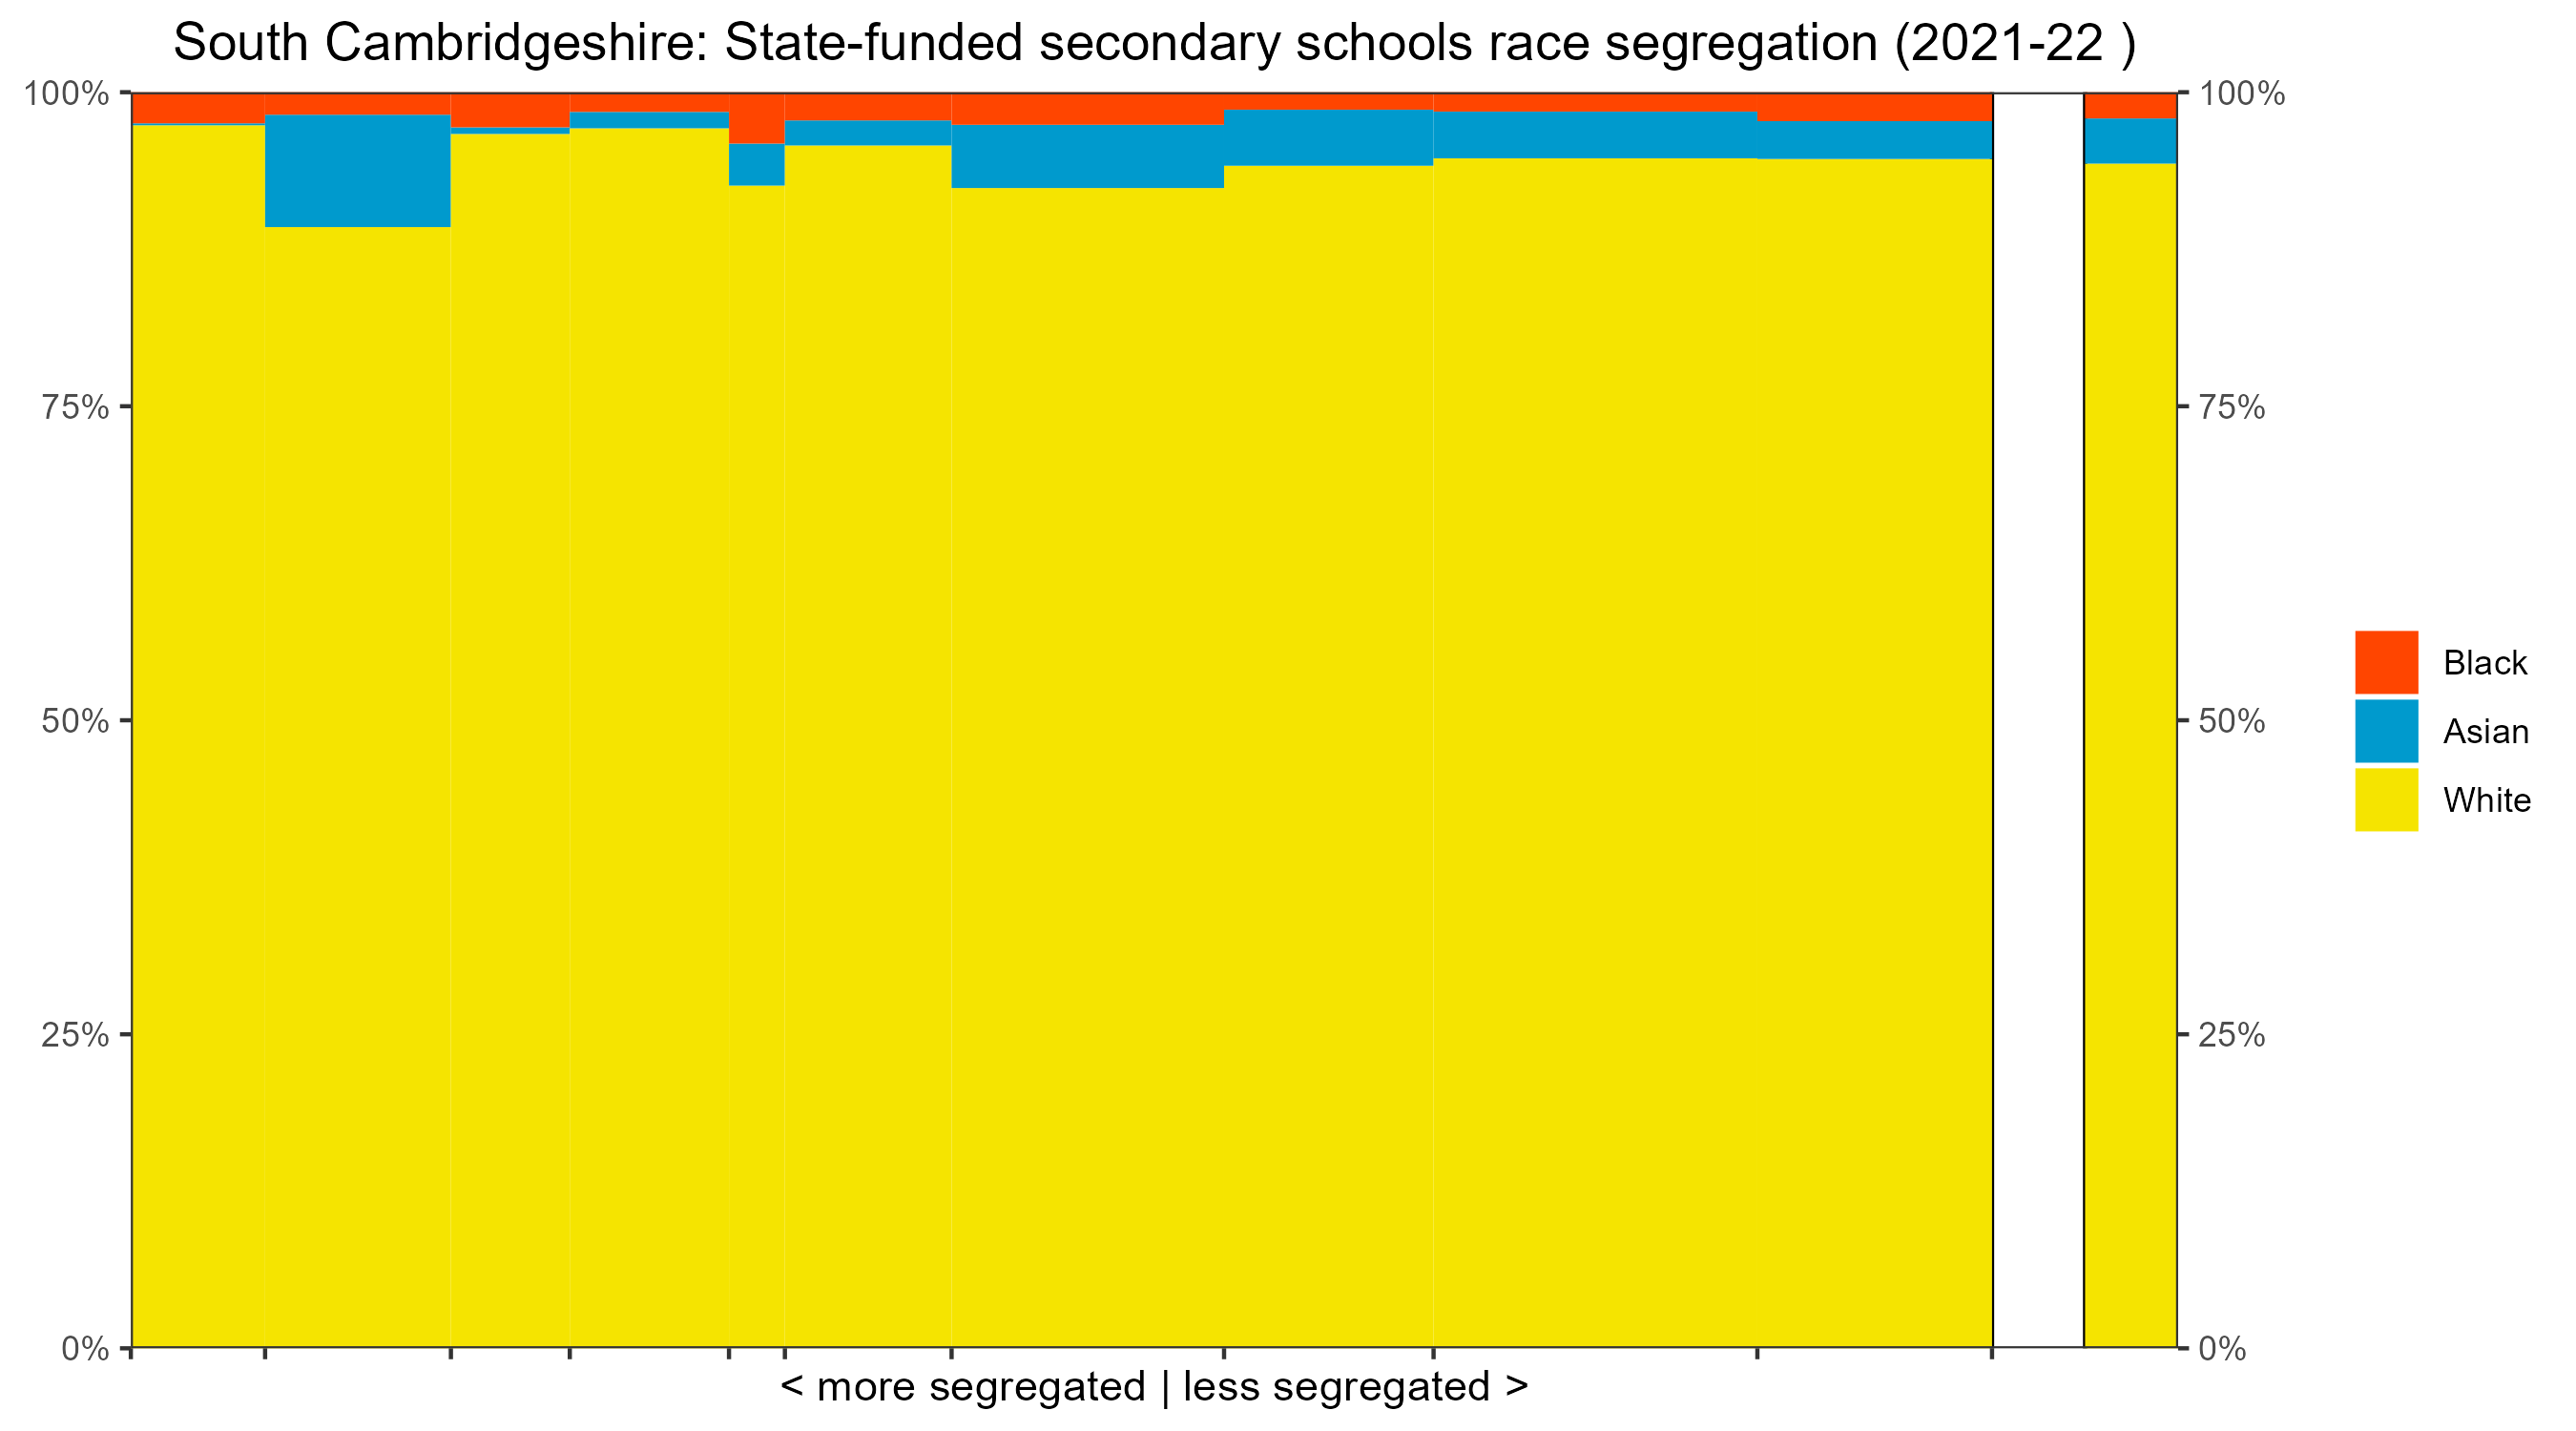 South Cambridgeshire: State-funded secondary schools race segregation (2021-22 )
100%
75%
50%
25%
0%
100%
75%
50%
25%
0%
< more segregated | less segregated >
Black
Asian
White